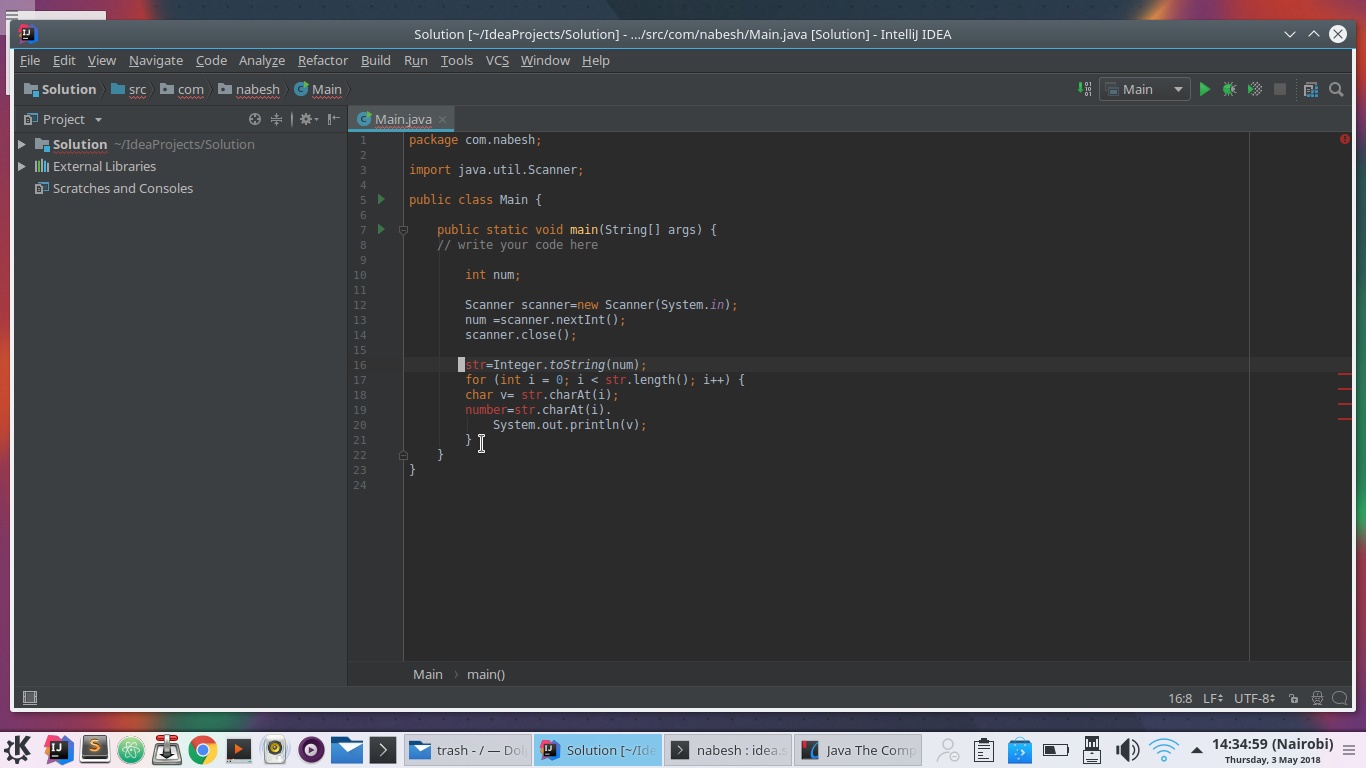 Solution [~/IdeaProjects/Solution] - .../src/com/nabesh/Main.java [Solution] - IntelliJ IDEA
File Edit View Navigate Code Analyze Refactor Build Run Tools VCS Window Help
Solution src com nabesh Main Main
Project Main.java
Solution ~/IdeaProjects/Solution
External Libraries
Scratches and Consoles
1 package com.nabesh;
2
3 import java.util.Scanner;
4
5 public class Main {
6
7 public static void main(String[] args) {
8 // write your code here
9
10 int num;
11
12 Scanner scanner=new Scanner(System.in);
13 num =scanner.nextInt();
14 scanner.close();
15
16 str=Integer.toString(num);
17 for (int i = 0; i < str.length(); i++) {
18 char v= str.charAt(i);
19 number=str.charAt(i).
20 System.out.println(v);
21 }
22 }
23 }
24
Main main()
16:8 LF UTF-8
trash - / — Dol Solution [~/Ide nabesh : idea.s Java The Comp 14:34:59 (Nairobi)
Thursday, 3 May 2018